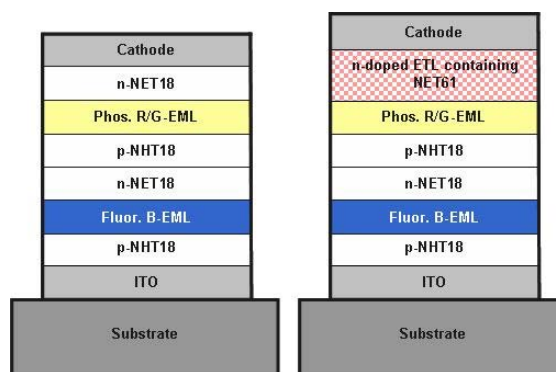 Cathode
n-NET18
Phos. R/G-EML
p-NHT18
n-NET18
Fluor. B-EML
p-NHT18
ITO
Substrate
Cathode
n-doped ETL containing
NET61
Phos. R/G-EML
p-NHT18
n-NET18
Fluor. B-EML
p-NHT18
ITO
Substrate